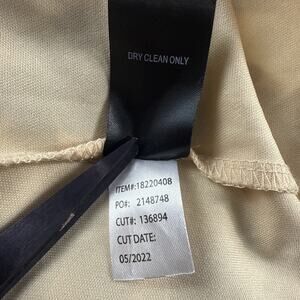 DRY CLEAN ONLY
ITEM#:18220408
PO#: 2148748
CUT#: 136894
CUT DATE:
05/2022